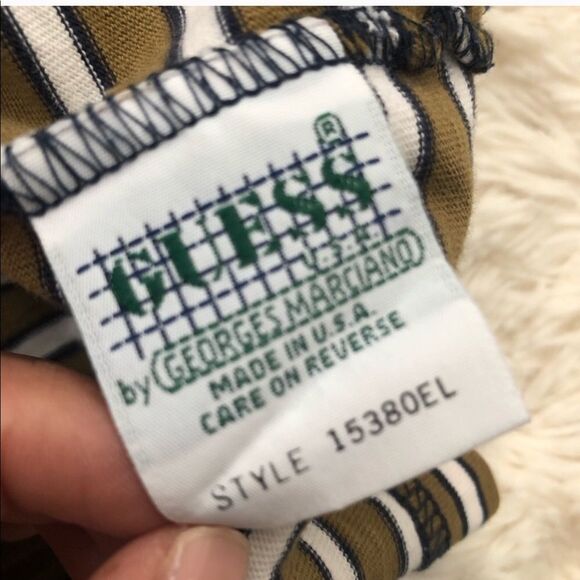 ®
GUESS
U.S.A.
by GEORGES MARCIANO
MADE IN U.S.A.
CARE ON REVERSE
STYLE 15380EL